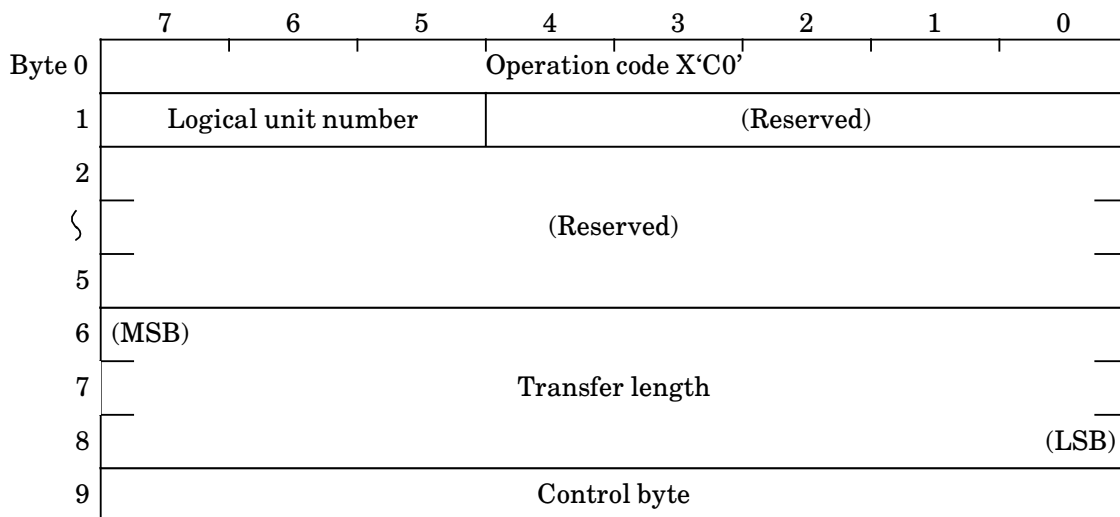 7 6 5 4 3 2 1 0
Byte 0 Operation code X‘C0’
1 Logical unit number (Reserved)
2
(Reserved)
5
6 (MSB)
7 Transfer length
8 (LSB)
9 Control byte